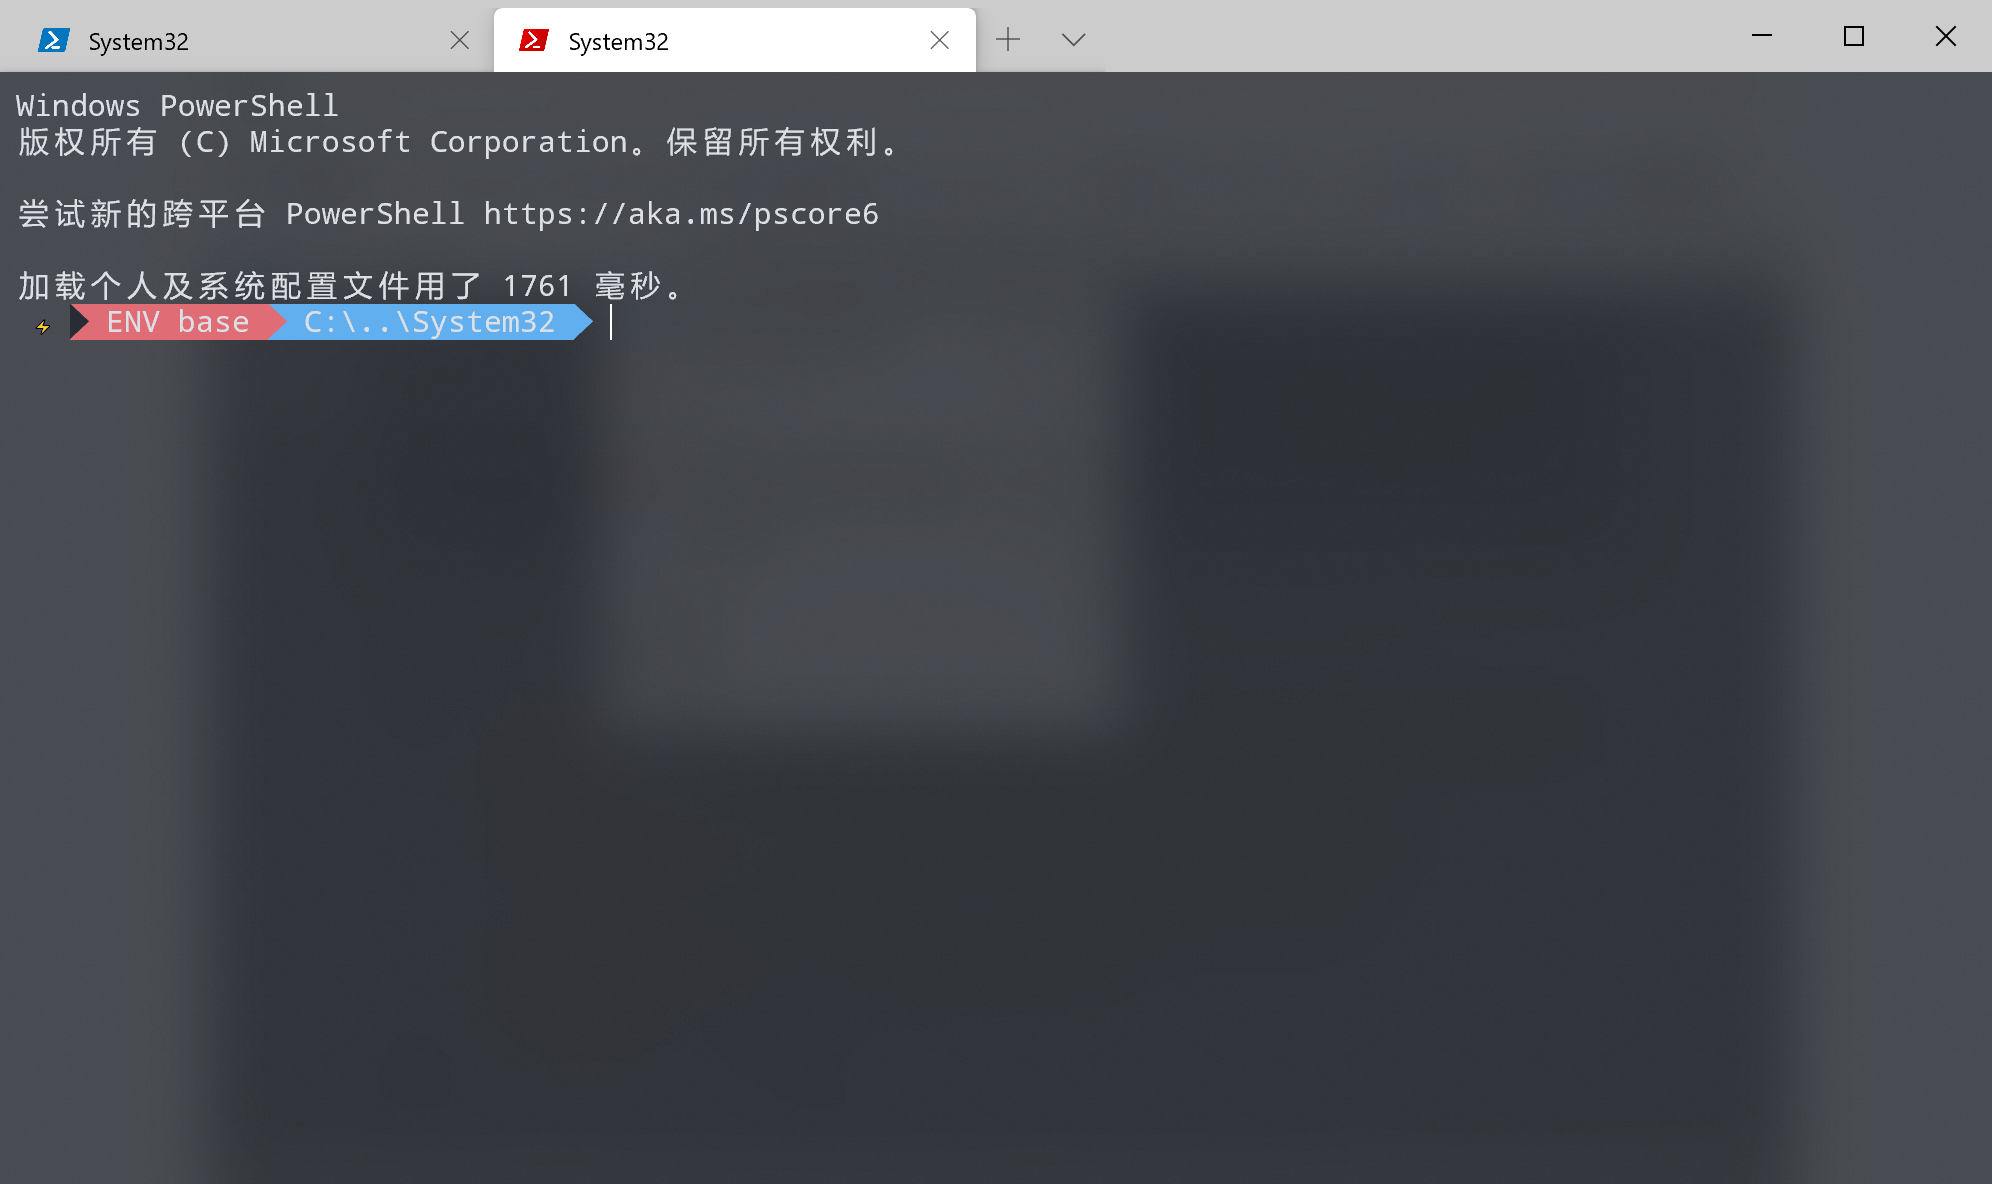 System32
System32
Windows PowerShell
版权所有 (C) Microsoft Corporation。保留所有权利。
尝试新的跨平台 PowerShell https://aka.ms/pscore6
加载个人及系统配置文件用了 1761 毫秒。
⚡ ENV base C:\..\System32